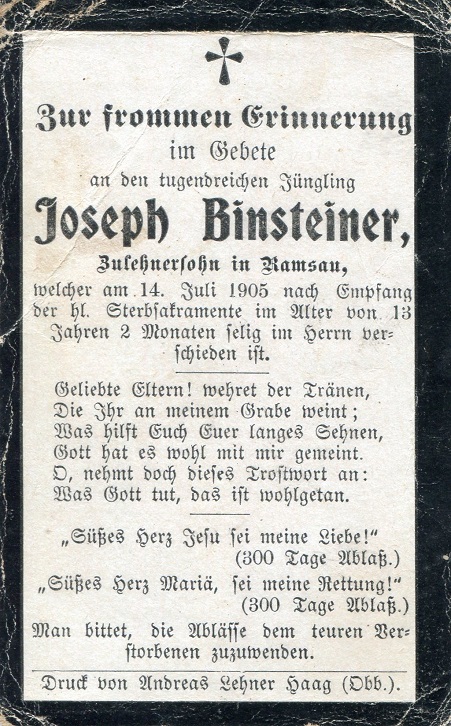 Zur frommen Erinnerung
im Gebete
an den tugendreichen Jüngling
Joseph Binsteiner,
Zulehnersohn in Ramsau,
welcher am 14. Juli 1905 nach Empfang
der hl. Sterbsakramente im Alter von 13
Jahren 2 Monaten selig im Herrn ver-
schieden ist.
Geliebte Eltern! wehret der Tränen,
Die Ihr an meinem Grabe weint;
Was hilft Euch Euer langes Sehnen,
Gott hat es wohl mit mir gemeint.
O, nehmt doch dieses Trostwort an:
Was Gott tut, das ist wohlgetan.
„Süßes Herz Jesu sei meine Liebe!"
(300 Tage Ablaß.)
„Süßes Herz Mariä, sei meine Rettung!"
(300 Tage Ablaß.)
Man bittet, die Ablässe dem teuren Ver-
storbenen zuzuwenden.
Druck von Andreas Lehner Haag (Obb.).